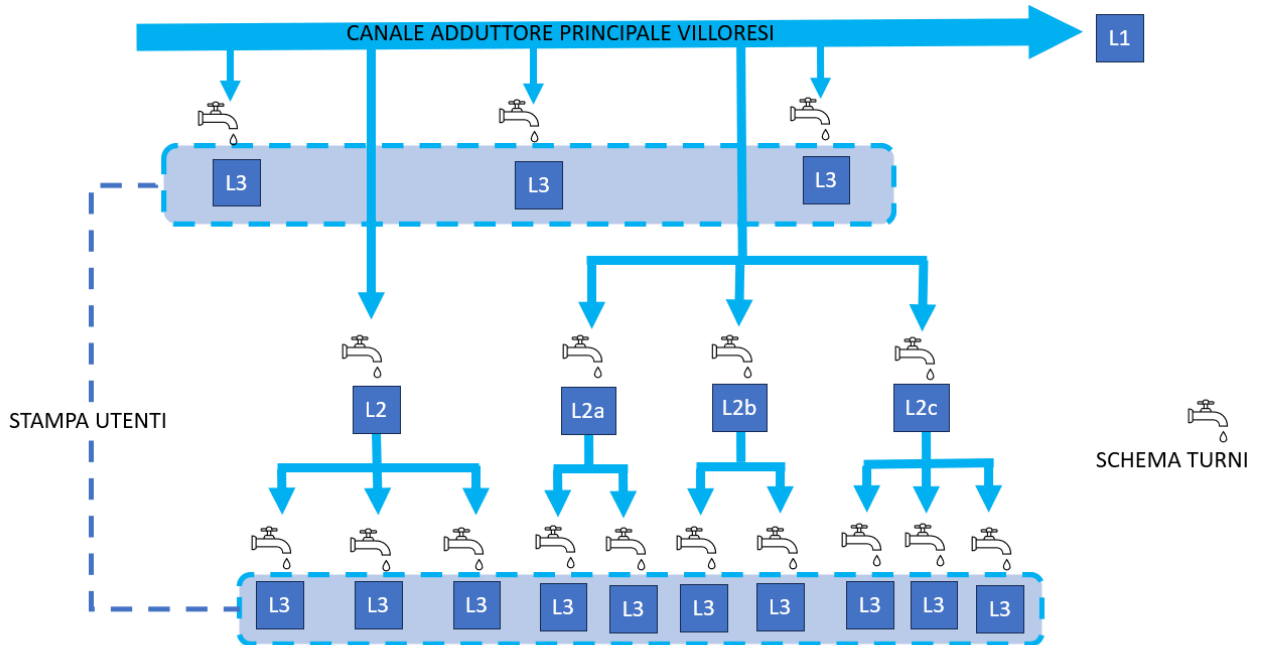 CANALE ADDUTTORE PRINCIPALE VILLORESI
L1
L3
L3
L3
L2
L2a
L2b
L2c
STAMPA UTENTI
SCHEMA TURNI
L3
L3
L3
L3
L3
L3
L3
L3
L3
L3